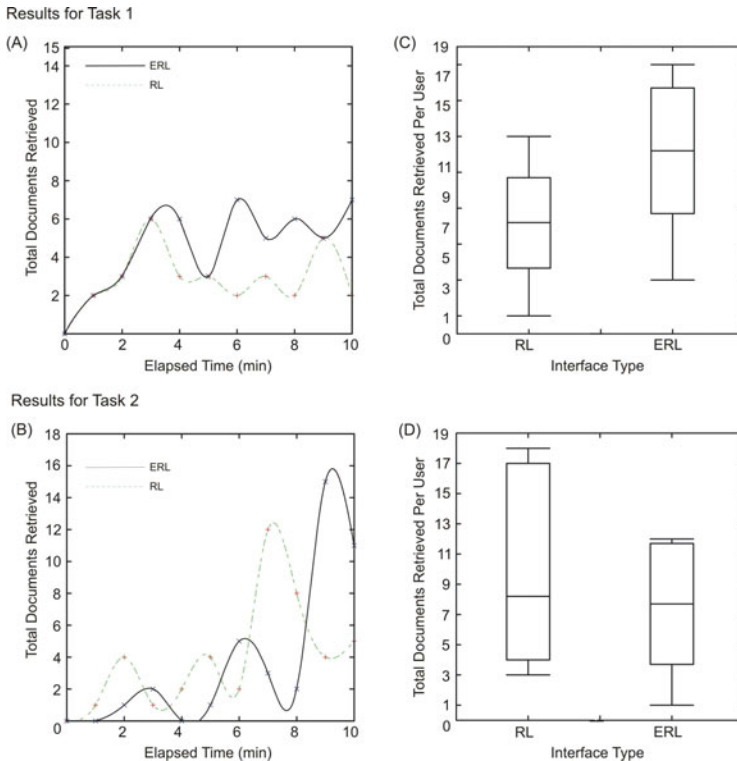 Results for Task 1
(A)
Total Documents Retrieved
15
14
12
10
8
6
4
2
ERL
RL
0
0 2 4 6 8 10
Elapsed Time (min)
(C)
Total Documents Retrieved Per User
19
17
13
11
9
7
3
1
0
RL ERL
Interface Type
Results for Task 2
(B)
Total Documents Retrieved
18
16
14
12
10
8
6
4
2
0
ERL
RL
2 4 6 8 10
Elapsed Time (min)
(D)
Total Documents Retrieved Per User
19
17
13
11
9
7
5
3
1
0
RL ERL
Interface Type